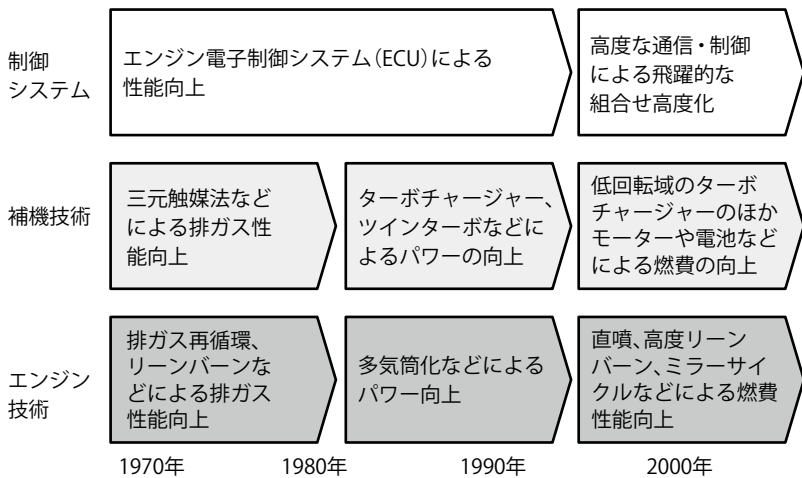 制御
システム
エンジン電子制御システム（ECU）による
性能向上
高度な通信・制御
による飛躍的な
組合せ高度化
補機技術
三元触媒法など
による排ガス性
能向上
ターボチャージャー、
ツインターボなどに
よるパワーの向上
低回転域のターボ
チャージャーのほか
モーターや電池など
による燃費の向上
エンジン
技術
排ガス再循環、
リーンバーンな
どによる排ガス
性能向上
多気筒化などによる
パワー向上
直噴、高度リーン
バーン、ミラーサイ
クルなどによる燃費
性能向上
1970年 1980年 1990年 2000年